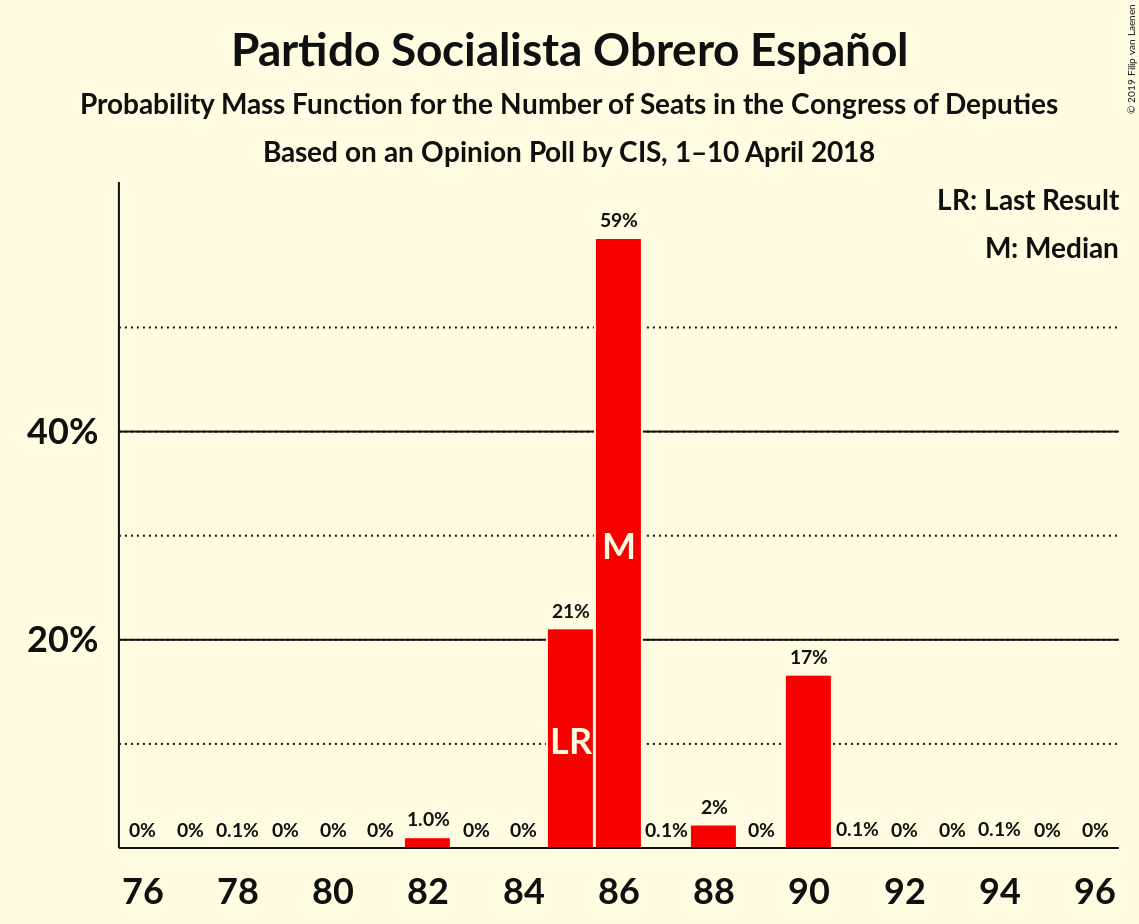 Partido Socialista Obrero Español
Probability Mass Function for the Number of Seats in the Congress of Deputies
Based on an Opinion Poll by CIS, 1–10 April 2018
© 2019 Filip van Laenen
LR: Last Result
M: Median
59%
40%
M
21%
20%
17%
LR
0% 0% 0.1% 0% 0% 0% 1.0% 0% 0% 0.1% 2% 0% 0.1% 0% 0% 0.1% 0% 0%
76 78 80 82 84 86 88 90 92 94 96